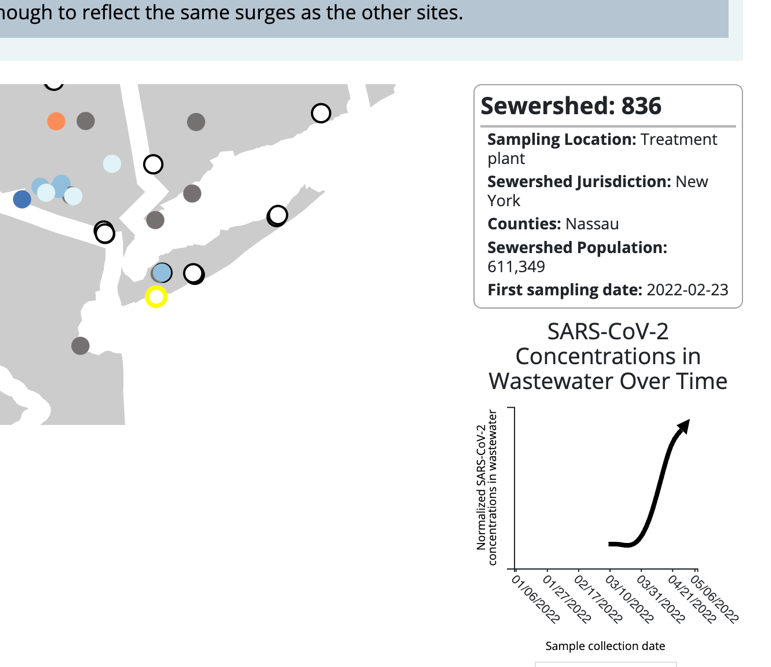 nough to reflect the same surges as the other sites.
Sewershed: 836
Sampling Location: Treatment
plant
Sewershed Jurisdiction: New
York
Counties: Nassau
Sewershed Population:
611,349
First sampling date: 2022-02-23
SARS-CoV-2
Concentrations in
Wastewater Over Time
Normalized SARS-CoV-2
concentrations in wastewater
01/06/2022
01/27/2022
02/17/2022
03/10/2022
03/31/2022
04/21/2022
05/06/2022
Sample collection date